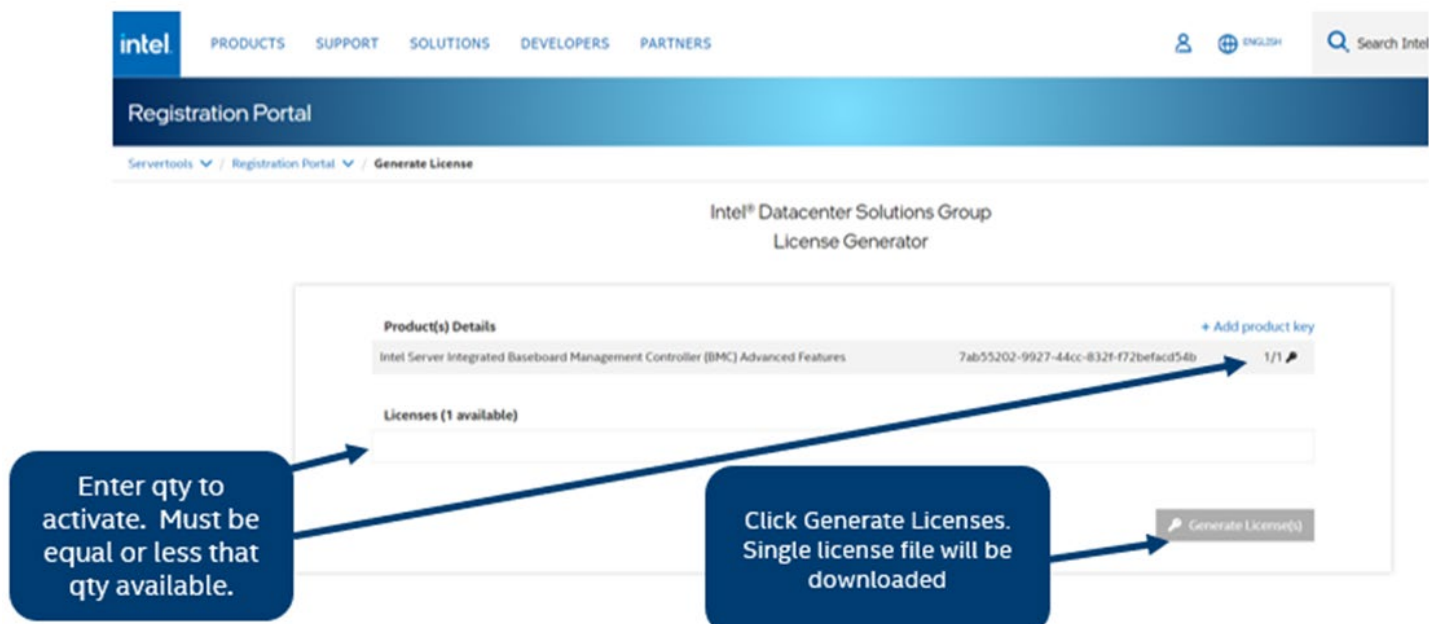 intel. PRODUCTS SUPPORT SOLUTIONS DEVELOPERS PARTNERS ENGLISH Search Intel
Registration Portal
Servertools / Registration Portal / Generate License
Intel® Datacenter Solutions Group
License Generator
Product(s) Details + Add product key
Intel Server Integrated Baseboard Management Controller (BMC) Advanced Features 7ab55202-9927-44cc-832f-f72befacd54b 1/1
Licenses (1 available)
Enter qty to
activate. Must be
equal or less that
qty available.
Click Generate Licenses.
Single license file will be
downloaded
Generate License(s)